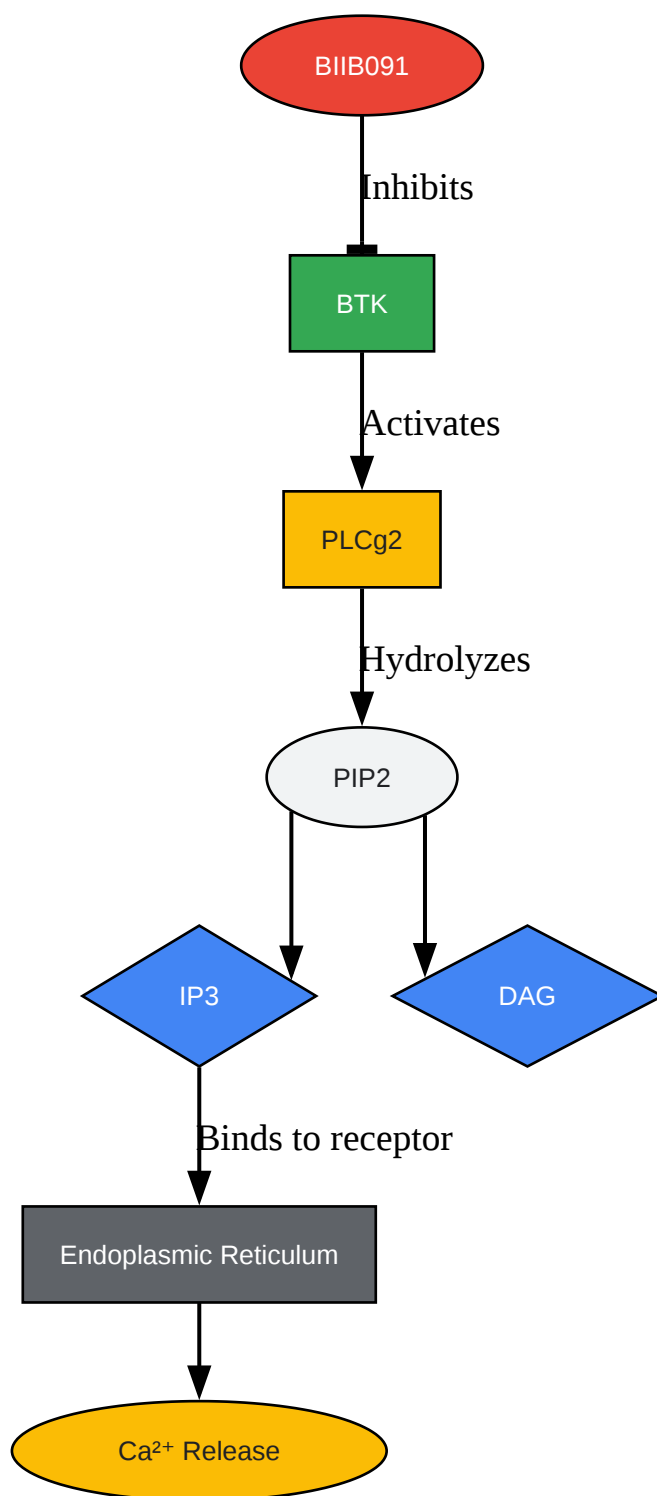 BIIB091
Inhibits
BTK
Activates
PLCg2
Hydrolyzes
PIP2
IP3
DAG
Binds to receptor
Endoplasmic Reticulum
Ca²⁺ Release